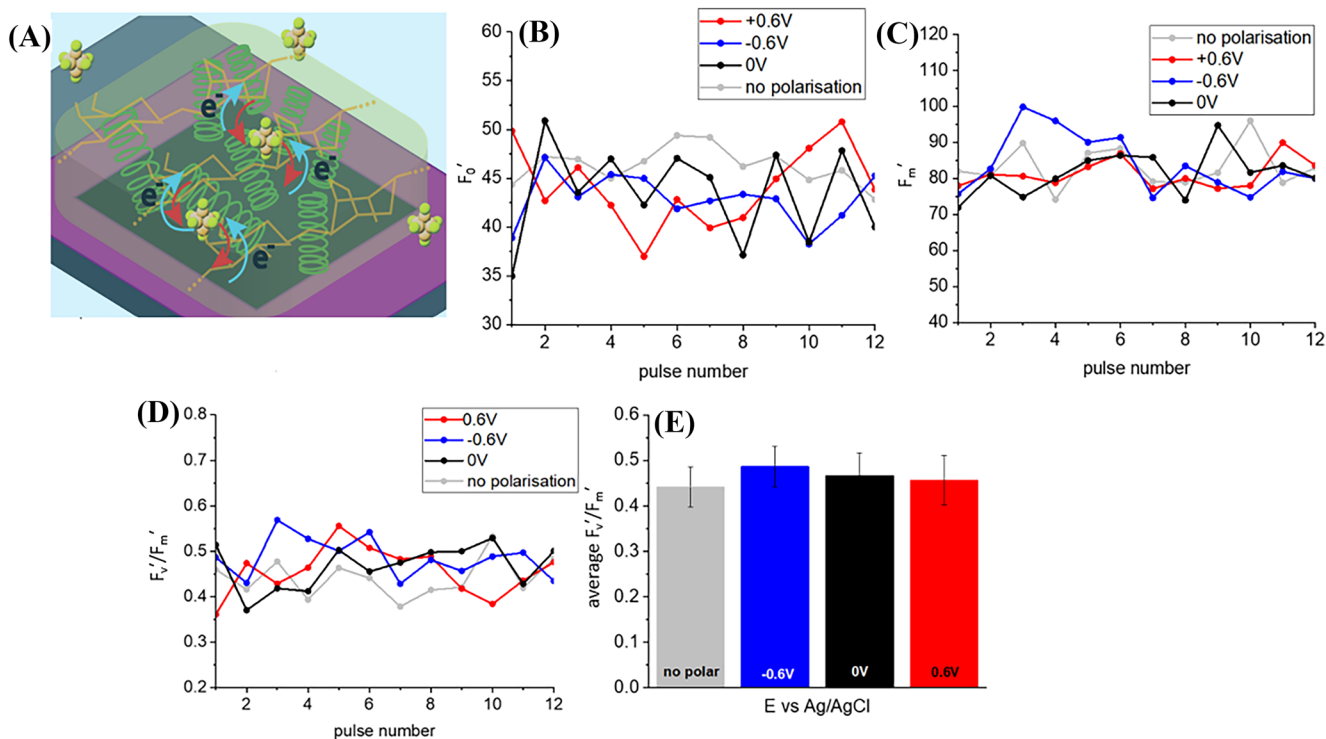 (A)
e-
e-
e-
e-
(B)
+0.6V
-0.6V
0V
no polarisation
60
55
50
45
40
35
30
F0′
2
4
6
8
10
12
pulse number
(C)
no polarisation
+0.6V
-0.6V
0V
120
110
100
90
80
70
60
50
40
Fm′
2
4
6
8
10
12
pulse number
(D)
0.6V
-0.6V
0V
no polarisation
0.8
0.7
0.6
0.5
0.4
0.3
0.2
Fv′/Fm′
2
4
6
8
10
12
pulse number
(E)
0.6
0.5
0.4
0.3
0.2
0.1
0.0
average Fv′/Fm′
no polar
-0.6V
0V
0.6V
E vs Ag/AgCl